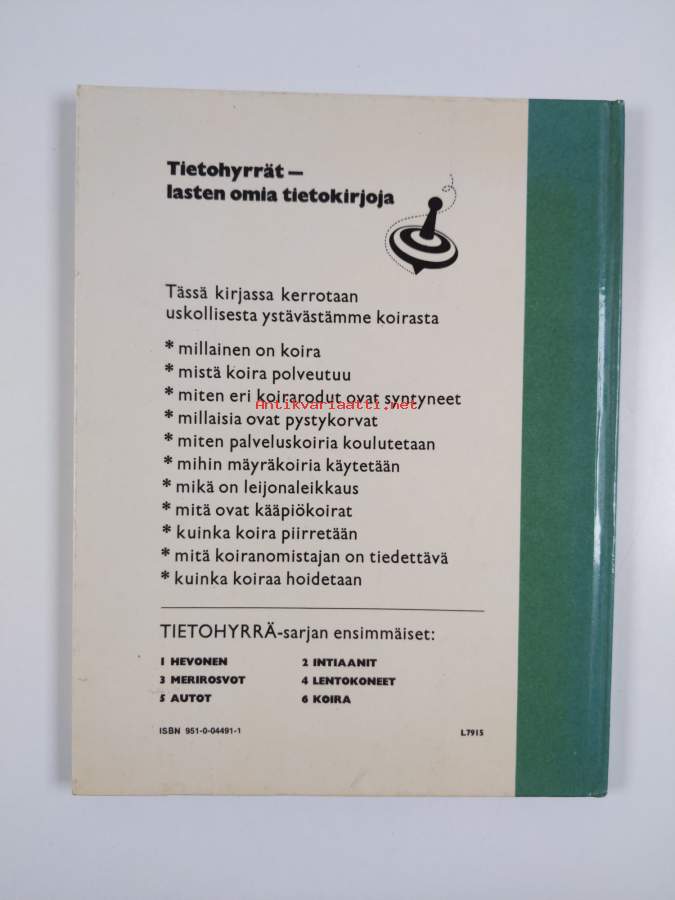 Tietohyrrät –
lasten omia tietokirjoja
Tässä kirjassa kerrotaan
uskollisesta ystävästämme koirasta
* millainen on koira
* mistä koira polveutuu
* miten eri koirarodut ovat syntyneet
Antikvariaatti.net
* millaisia ovat pystykorvat
* miten palveluskoiria koulutetaan
* mihin mäyräkoiria käytetään
* mikä on leijonaleikkaus
* mitä ovat kääpiökoirat
* kuinka koira piirretään
* mitä koiranomistajan on tiedettävä
* kuinka koiraa hoidetaan
TIETOHYRRÄ-sarjan ensimmäiset:
1 HEVONEN 2 INTIAANIT
3 MERIROSVOT 4 LENTOKONEET
5 AUTOT 6 KOIRA
ISBN 951-0-04491-1 L7915